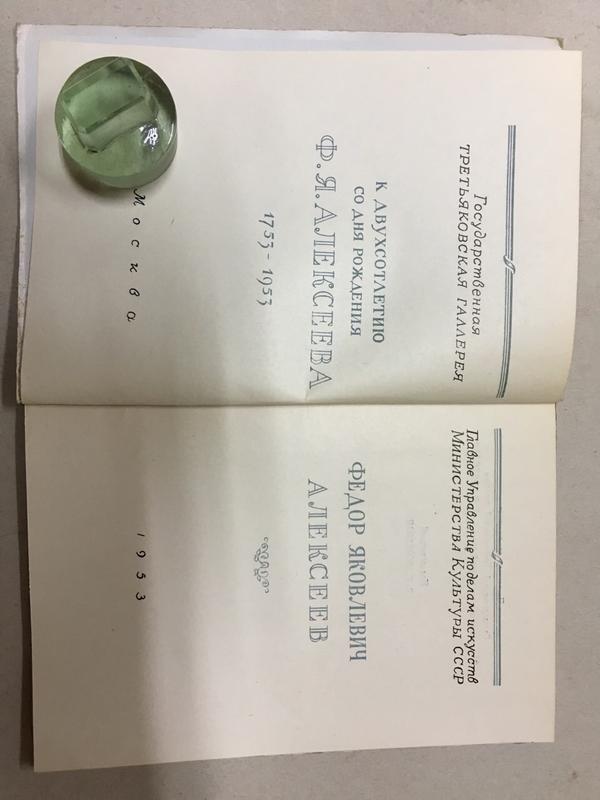 Государственная
ТРЕТЬЯКОВСКАЯ ГАЛЛЕРЕЯ
К ДВУХСОТЛЕТИЮ
СО ДНЯ РОЖДЕНИЯ
Ф.Я.АЛЕКСЕЕВА
1753-1953
Москва
Главное Управление по делам искусств
Министерства Культуры СССР
ФЕДОР ЯКОВЛЕВИЧ
АЛЕКСЕЕВ
1953